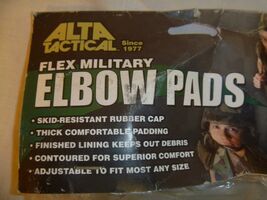 ALTA
TACTICAL Since
1977
FLEX MILITARY
ELBOW PADS
• SKID-RESISTANT RUBBER CAP
• THICK COMFORTABLE PADDING
• FINISHED LINING KEEPS OUT DEBRIS
• CONTOURED FOR SUPERIOR COMFORT
• ADJUSTABLE TO FIT MOST ANY SIZE